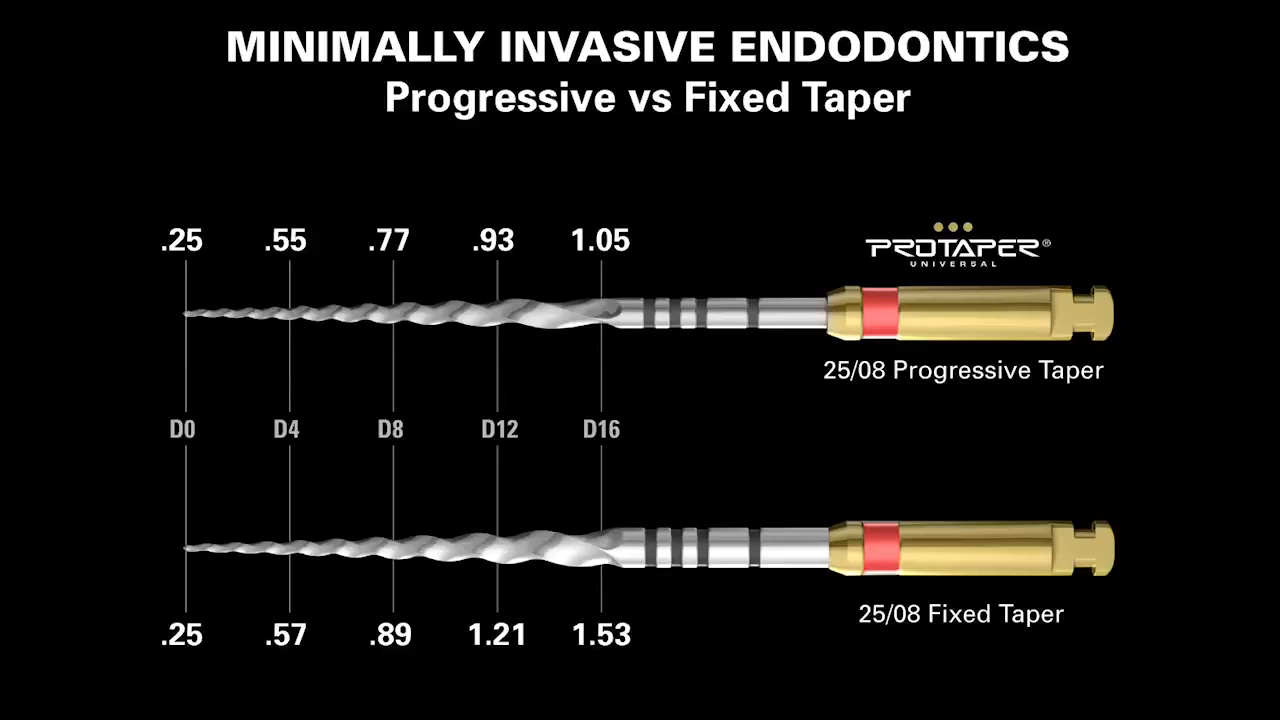 MINIMALLY INVASIVE ENDODONTICS
Progressive vs Fixed Taper
.25 .55 .77 .93 1.05
PROTAPER®
UNIVERSAL
25/08 Progressive Taper
D0 D4 D8 D12 D16
25/08 Fixed Taper
.25 .57 .89 1.21 1.53